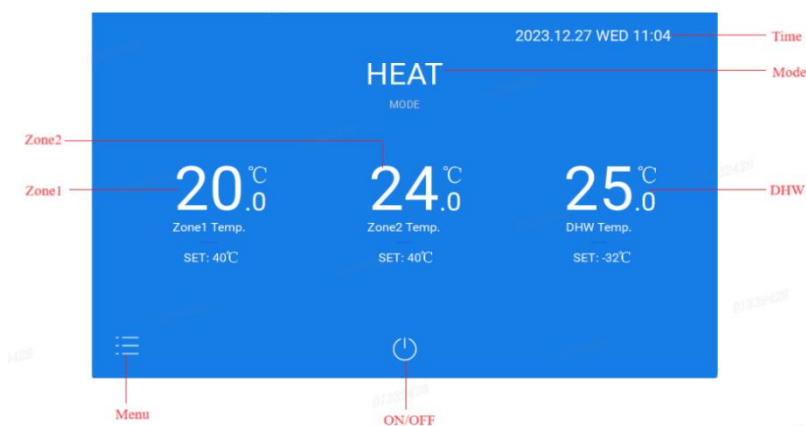 2023.12.27 WED 11:04
Time
HEAT
Mode
MODE
Zone2
Zone1
20.0℃
24.0℃
25.0℃
DHW
Zone1 Temp.
Zone2 Temp.
DHW Temp.
SET: 40℃
SET: 40℃
SET: -32℃
Menu
ON/OFF